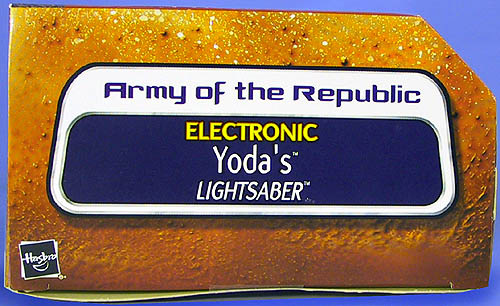 Army of the Republic
ELECTRONIC
Yoda's™
LIGHTSABER™
Hasbro®